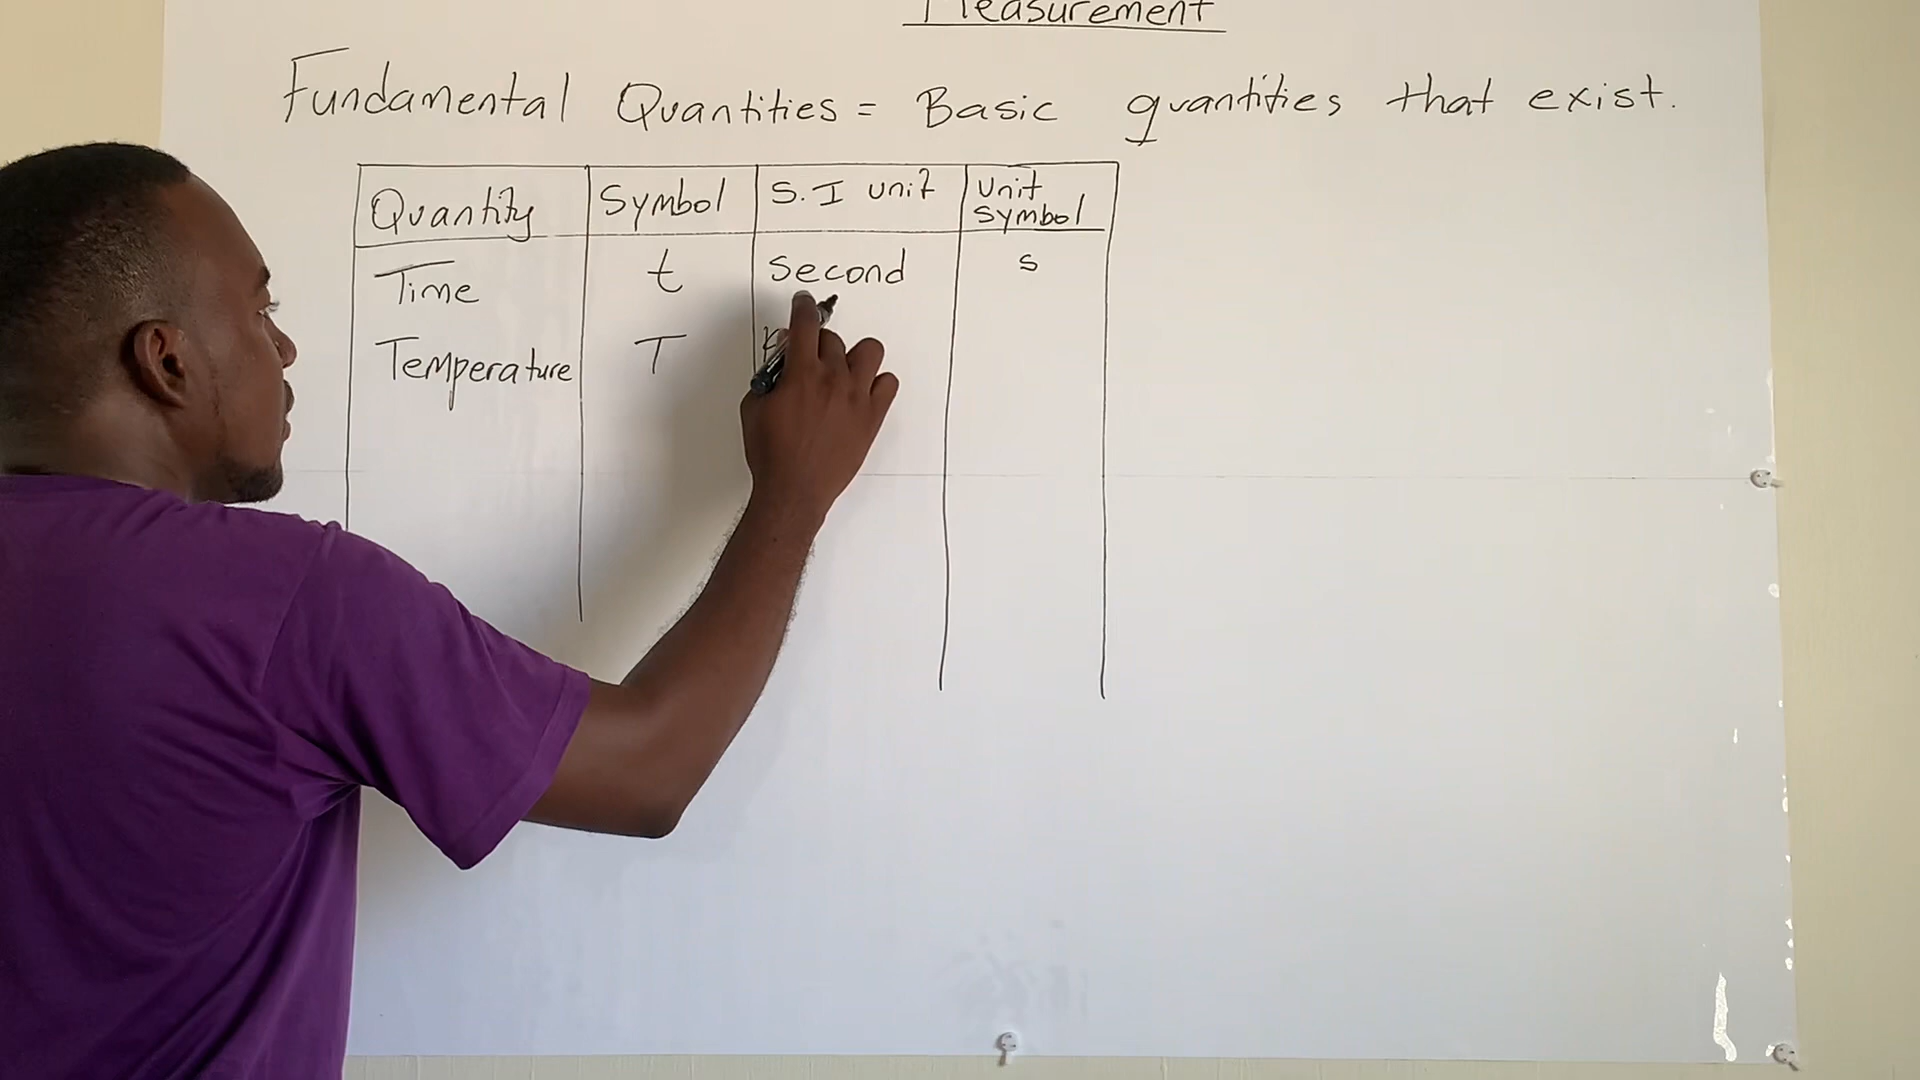 Measurement
Fundamental Quantities = Basic quantities that exist.
Quantity Symbol S.I unit Unit symbol
Time t Second s
Temperature T